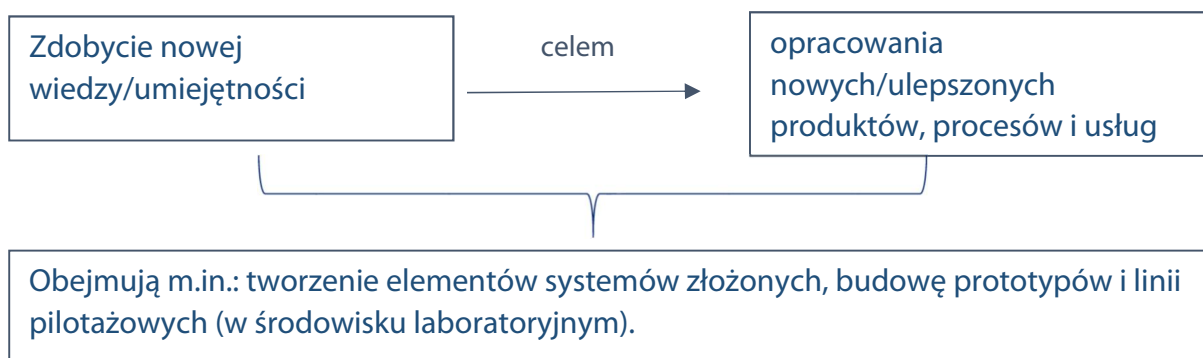 Zdobycie nowej
wiedzy/umiejętności
celem
opracowania
nowych/ulepszonych
produktów, procesów i usług
Obejmują m.in.: tworzenie elementów systemów złożonych, budowę prototypów i linii
pilotażowych (w środowisku laboratoryjnym).